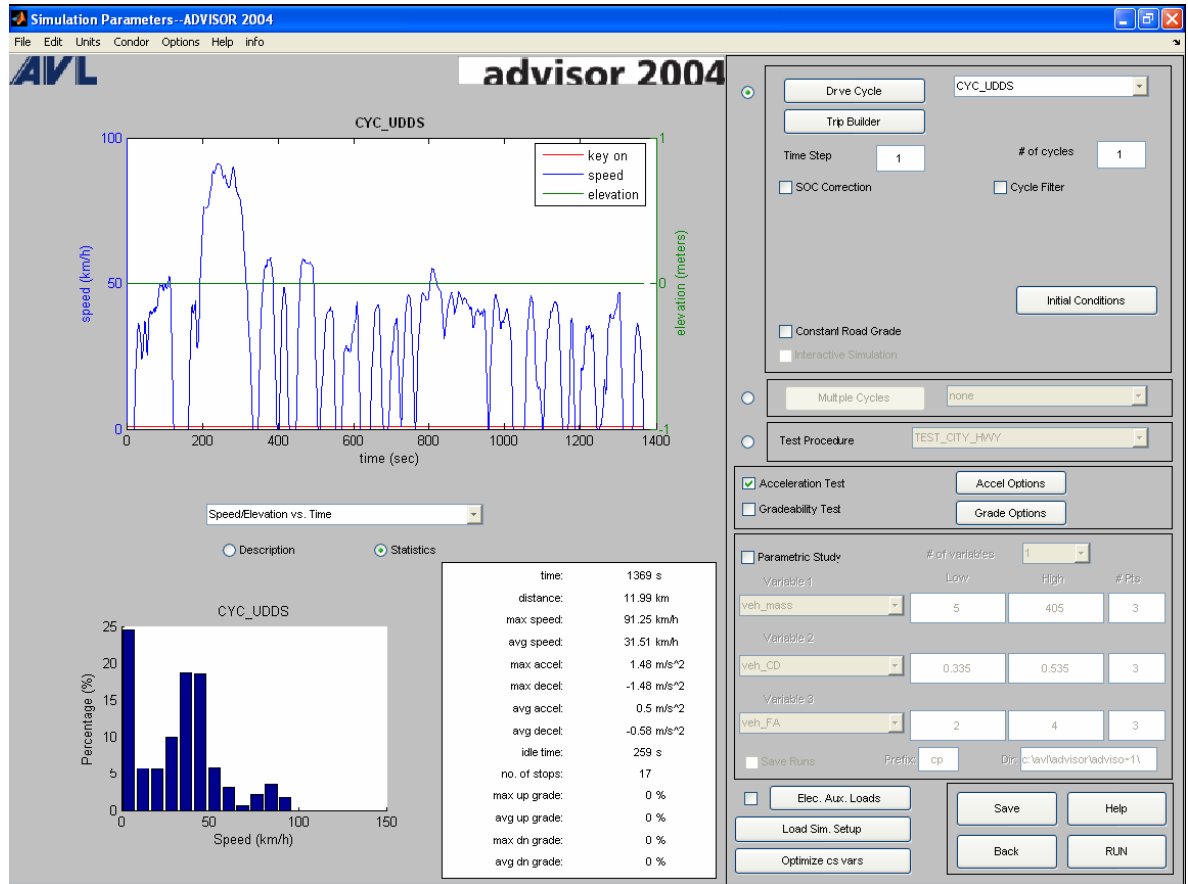 Simulation Parameters--ADVISOR 2004
File Edit Units Condor Options Help info
AVL
advisor 2004
CYC_UDDS
100
50
0
speed (km/h)
1
0
-1
elevation (meters)
key on
speed
elevation
0 200 400 600 800 1000 1200 1400
time (sec)
Speed/Elevation vs. Time
Description Statistics
CYC_UDDS
25
20
15
10
5
0
Percentage (%)
0 50 100 150
Speed (km/h)
time: 1369 s
distance: 11.99 km
max speed: 91.25 km/h
avg speed: 31.51 km/h
max accel: 1.48 m/s^2
max decel: -1.48 m/s^2
avg accel: 0.5 m/s^2
avg decel: -0.58 m/s^2
idle time: 259 s
no. of stops: 17
max up grade: 0 %
avg up grade: 0 %
max dn grade: 0 %
avg dn grade: 0 %
Drve Cycle CYC_UDDS
Trip Builder
Time Step 1 # of cycles 1
SOC Correction Cycle Filter
Initial Conditions
Constant Road Grade
Interactive Simulation
Multple Cycles none
Test Procedure TEST_CITY_HWY
Acceleration Test Accel Options
Gradeability Test Grade Options
Parametric Study # of variables 1
Variable 1 Low High # Pts
veh_mass 5 405 3
Variable 2
veh_CD 0.335 0.535 3
Variable 3
veh_FA 2 4 3
Save Runs Prefix: cp Dir: c:\avl\advisor\adviso~1\
Elec. Aux. Loads
Load Sim. Setup
Optimize cs vars
Save Help
Back RUN